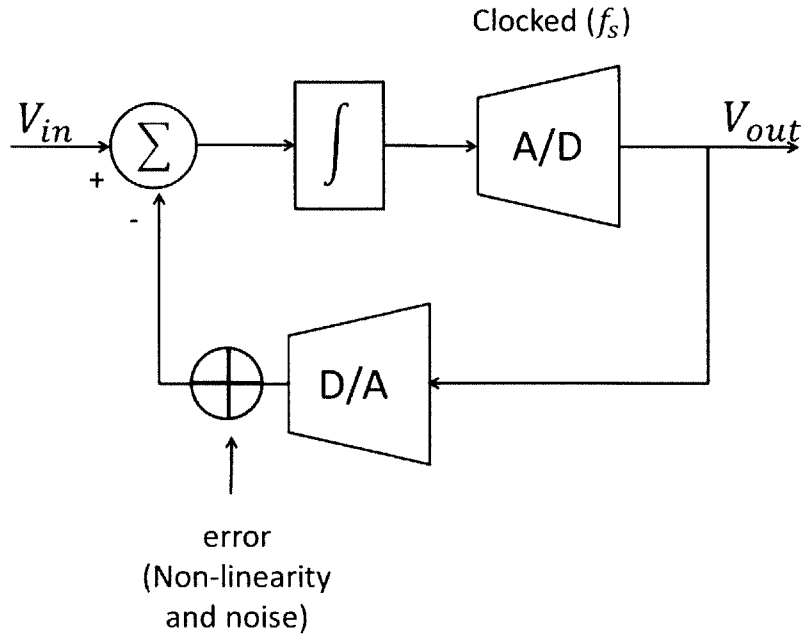 Clocked (fₛ)
Vᵢₙ
+
Σ
∫
A/D
Vₒᵤₜ
-
D/A
error
(Non-linearity
and noise)